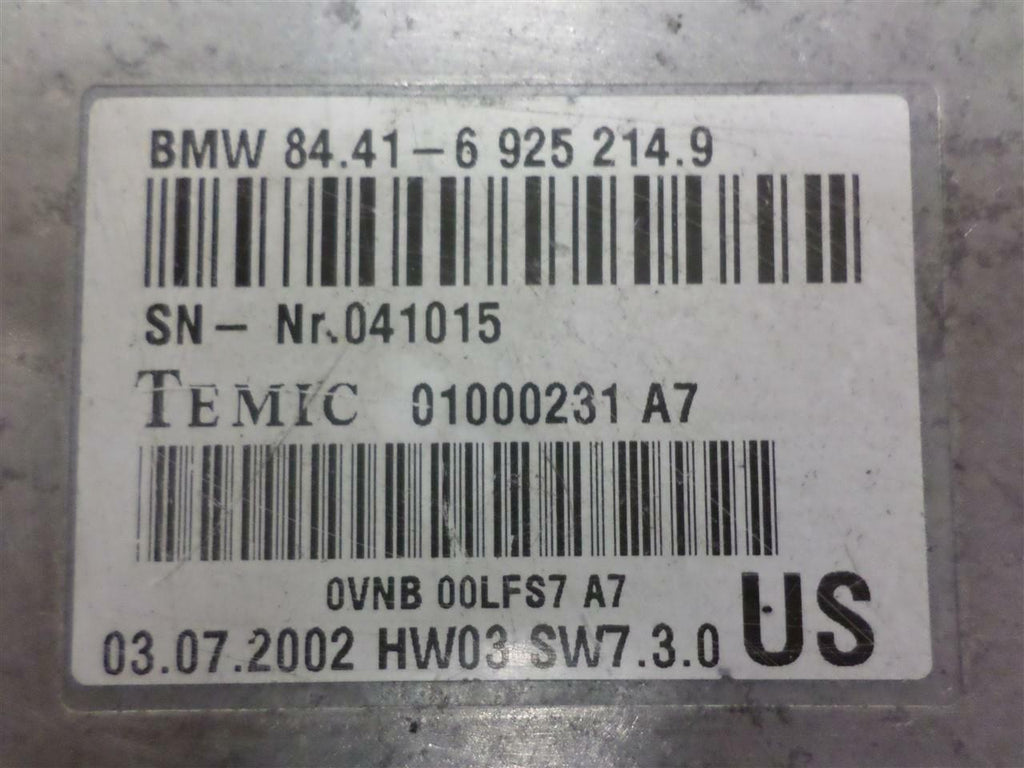 BMW 84.41-6 925 214.9
SN- Nr.041015
TEMIC 01000231 A7
0VNB 00LFS7 A7
03.07.2002 HW03 SW7.3.0 US